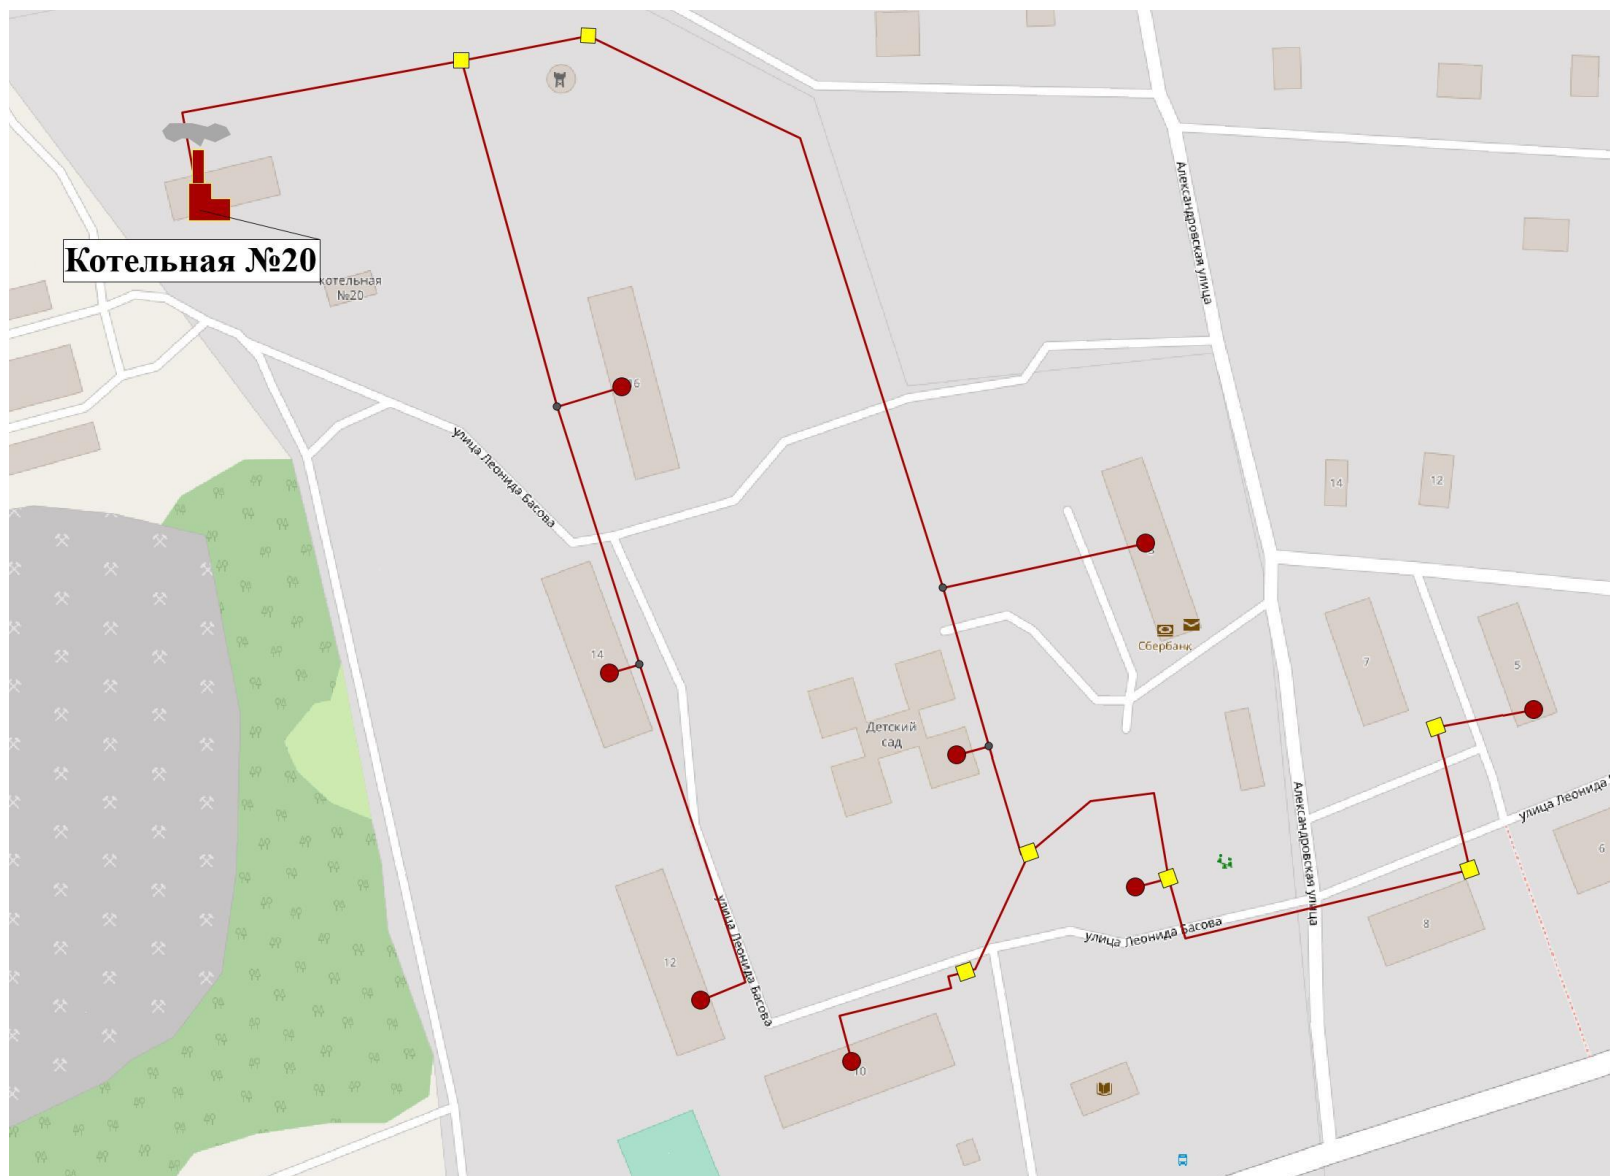 Александровская улица
Котельная №20
котельная
№20
16
улица Леонида Басова
14
12
Сбербанк
14
7
5
Детский
сад
Александровская улица
улица Леонида
6
8
улица Леонида Басова
улица Леонида Басова
12
10